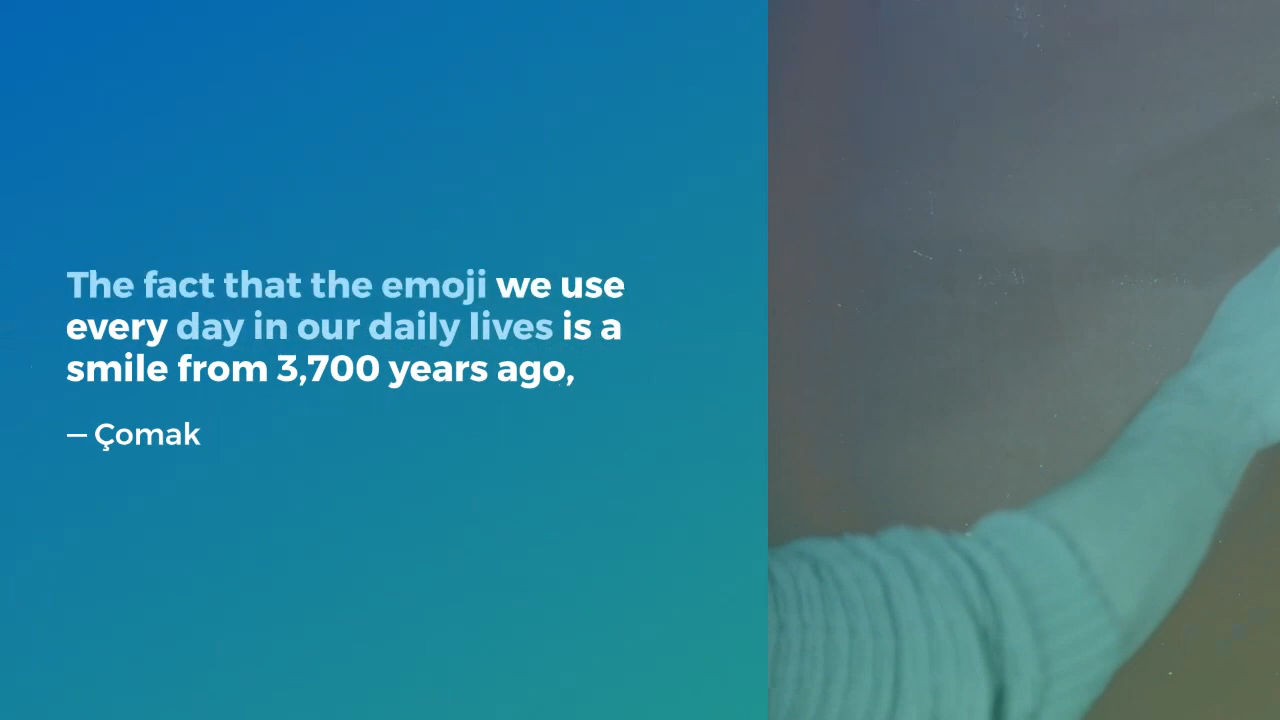 The fact that the emoji we use
every day in our daily lives is a
smile from 3,700 years ago,
— Çomak